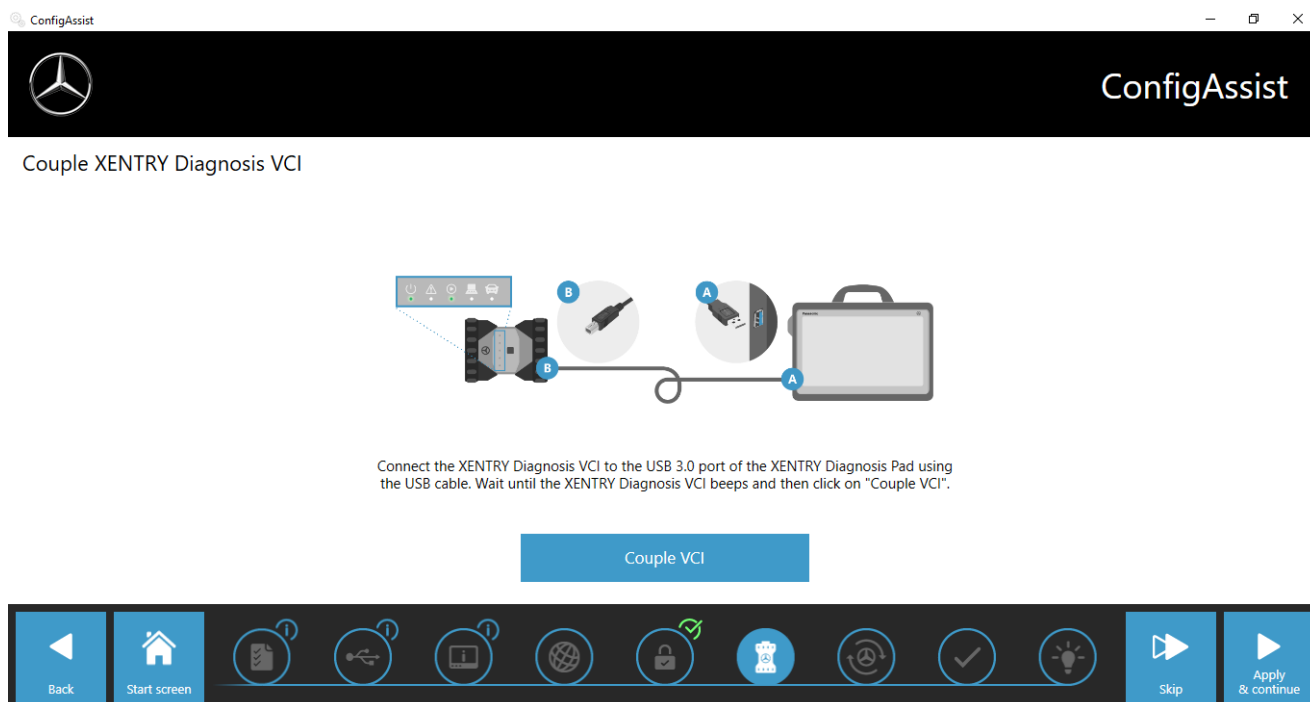 ConfigAssist
ConfigAssist
Couple XENTRY Diagnosis VCI
B
A
B
A
Connect the XENTRY Diagnosis VCI to the USB 3.0 port of the XENTRY Diagnosis Pad using
the USB cable. Wait until the XENTRY Diagnosis VCI beeps and then click on "Couple VCI".
Couple VCI
Back
Start screen
Skip
Apply
& continue